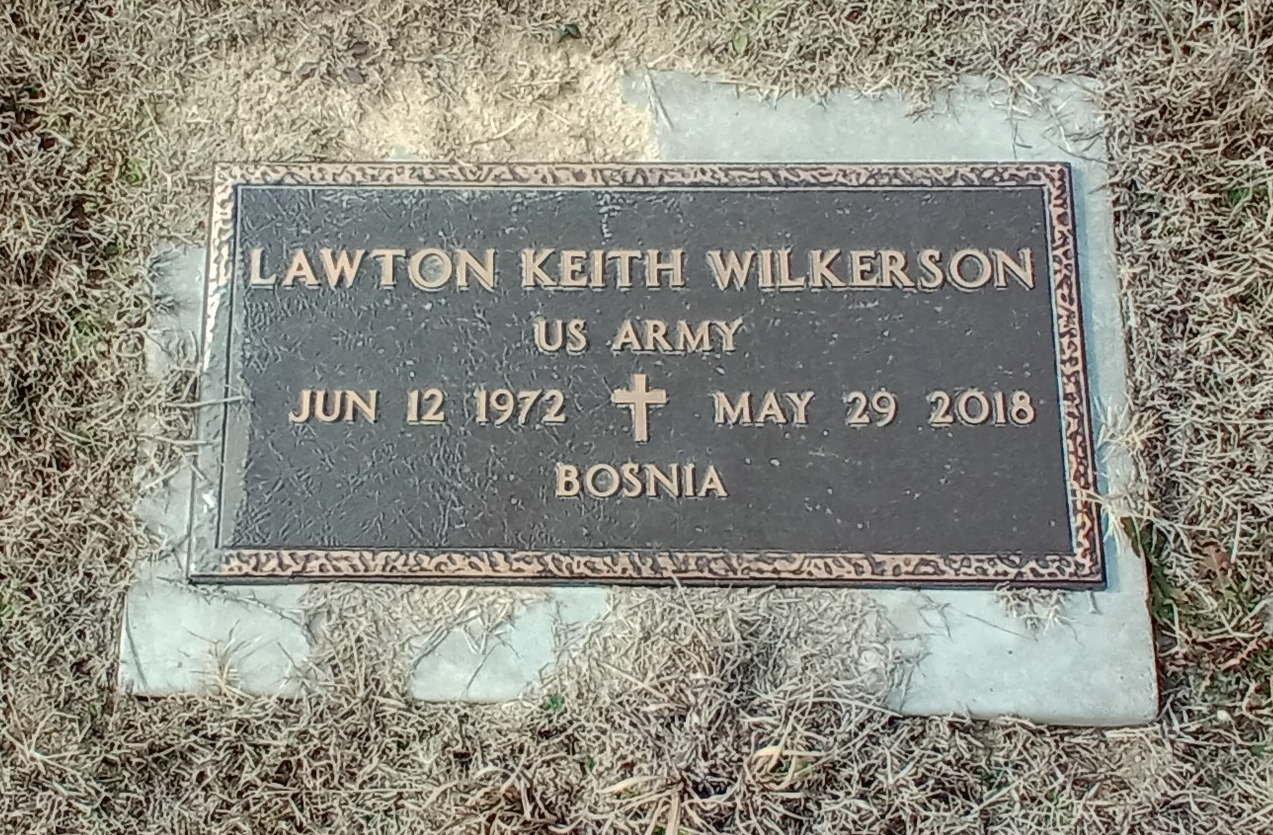 LAWTON KEITH WILKERSON
US ARMY
JUN 12 1972 MAY 29 2018
BOSNIA